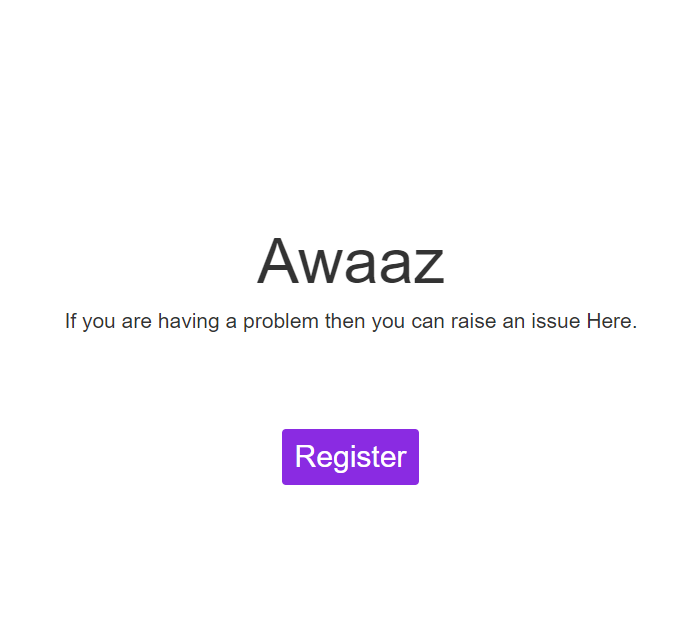 Awaaz
If you are having a problem then you can raise an issue Here.
Register